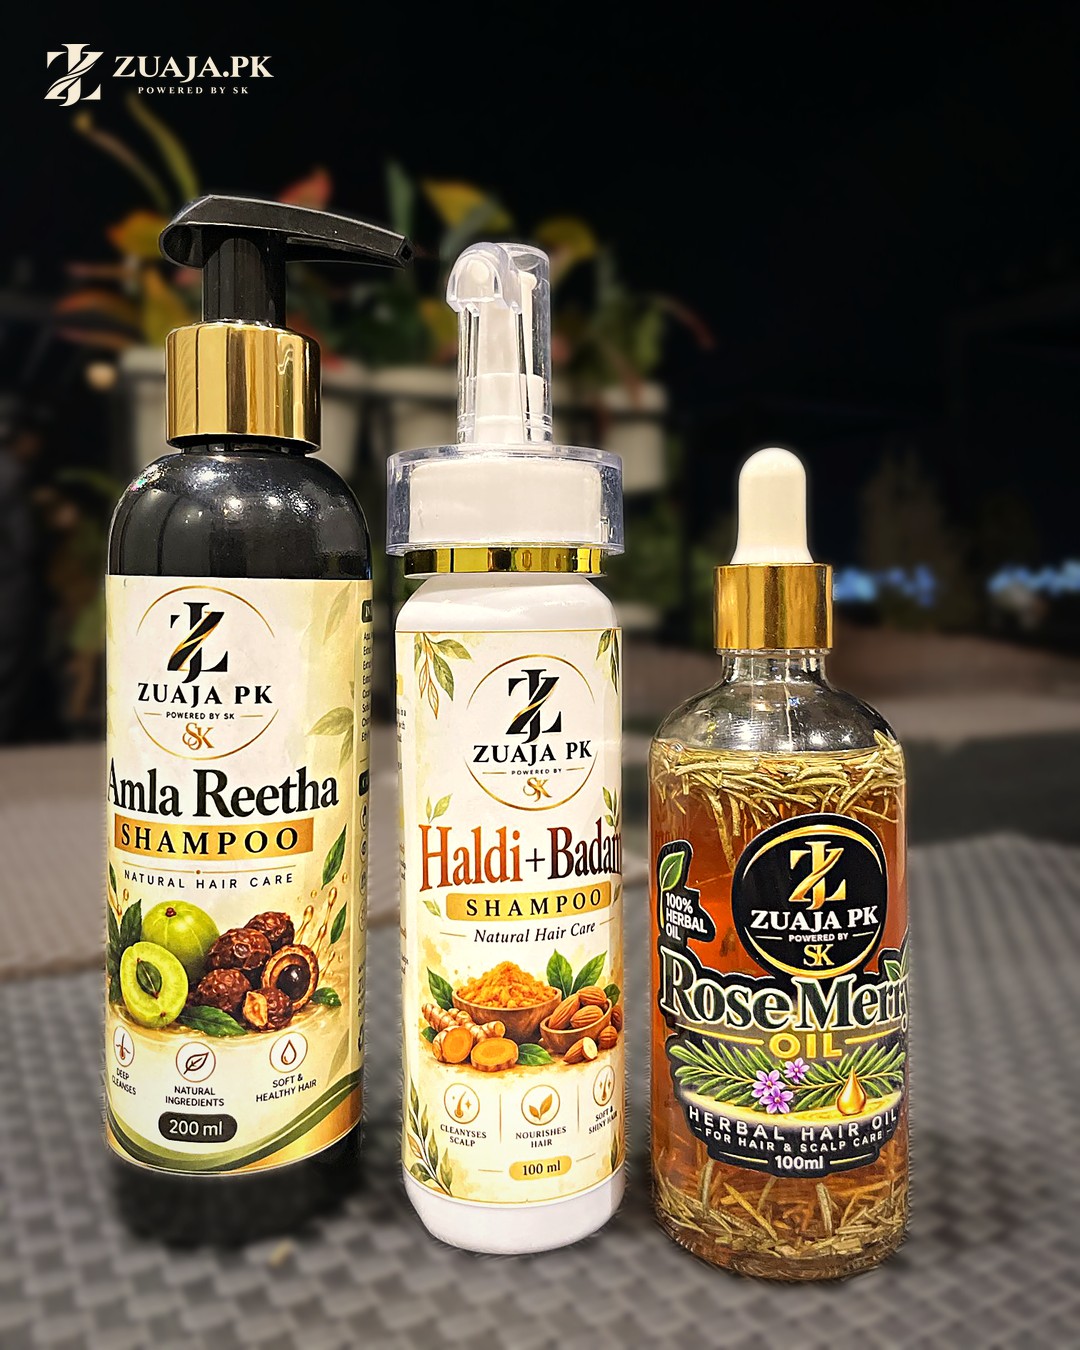 ZUAJA.PK
POWERED BY SK
ZUAJA PK
POWERED BY SK
SK
Amla Reetha
SHAMPOO
NATURAL HAIR CARE
DEEP
CLEANSES
NATURAL
INGREDIENTS
SOFT &
HEALTHY HAIR
200 ml
ZUAJA PK
POWERED BY
SK
Haldi+Badam
SHAMPOO
Natural Hair Care
CLEANYSES
SCALP
NOURISHES
HAIR
SOFT &
SHINY HAIR
100 ml
100%
HERBAL
OIL
ZUAJA PK
POWERED BY
SK
RoseMerry
OIL
HERBAL HAIR OIL
FOR HAIR & SCALP CARE
100ml